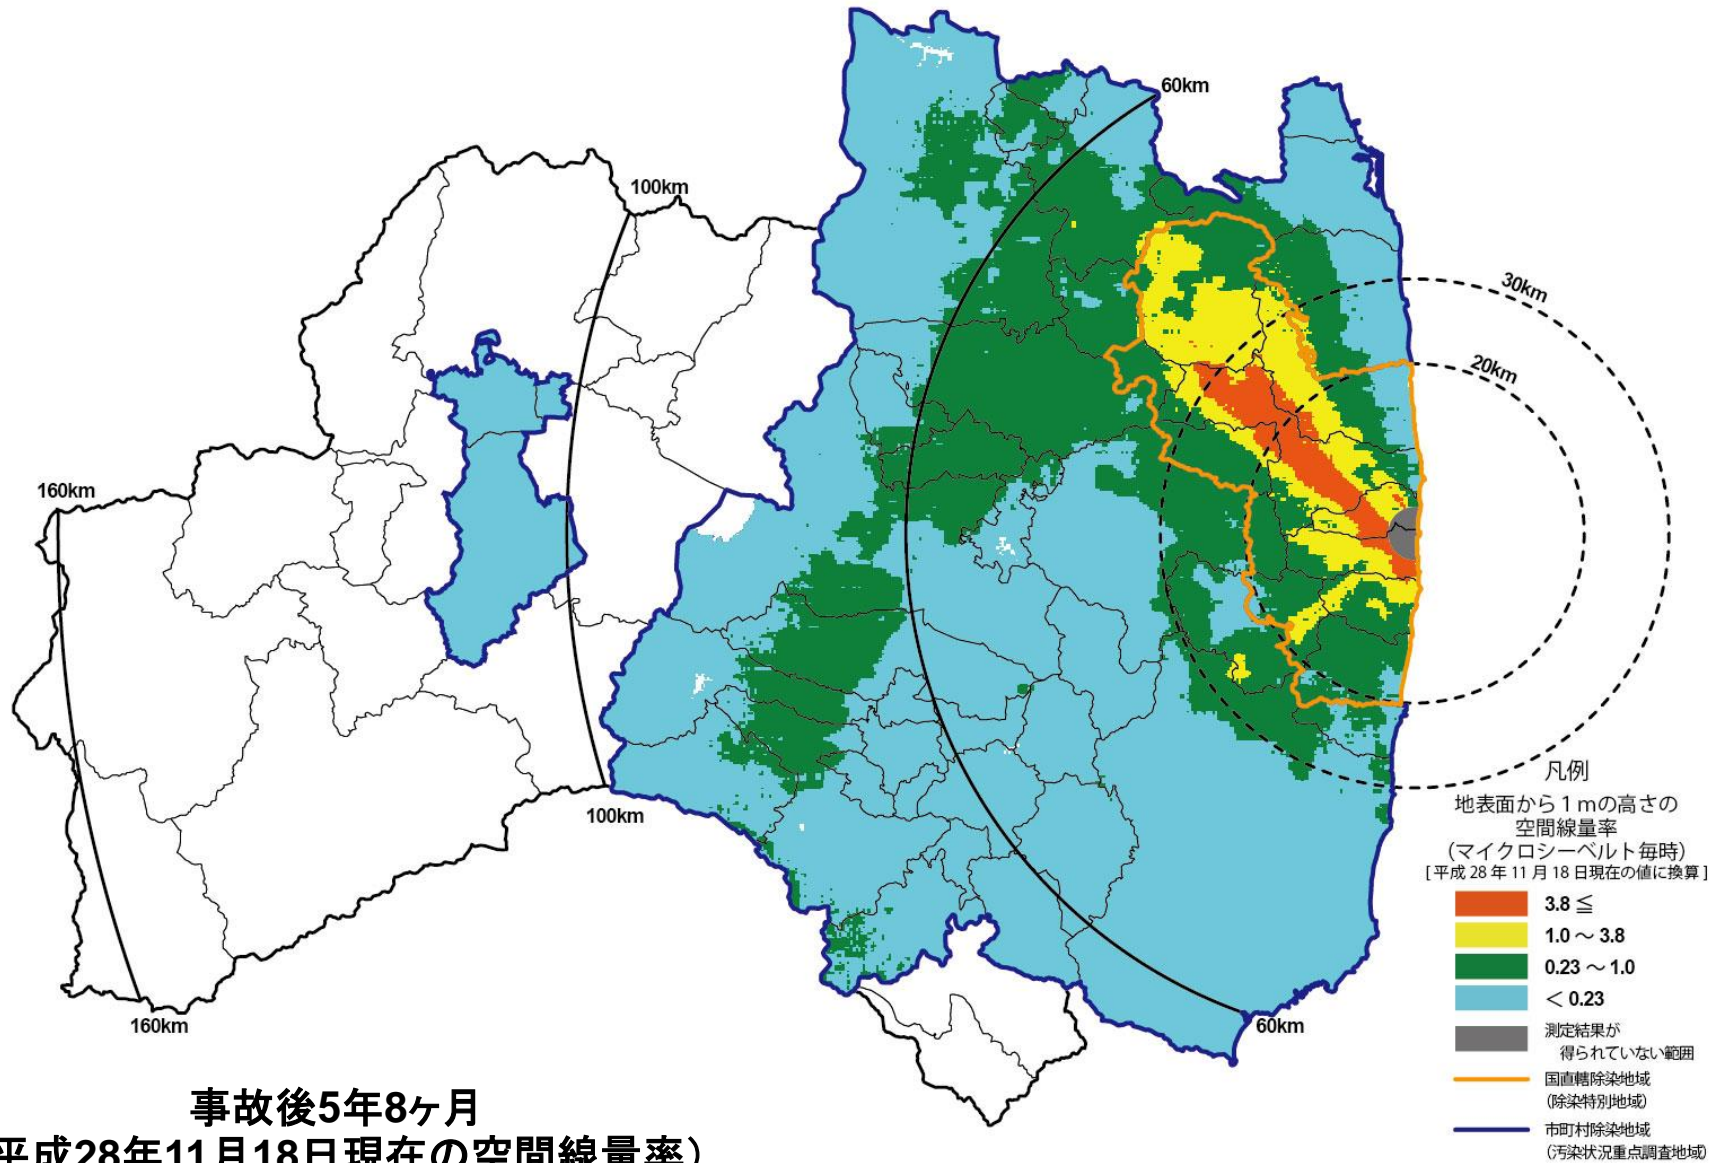 60km
100km
30km
20km
160km
100km
160km
60km
凡例
地表面から1mの高さの
空間線量率
(マイクロシーベルト毎時)
[平成28年11月18日現在の値に換算]
3.8 ≦
1.0 ～ 3.8
0.23 ～ 1.0
＜ 0.23
測定結果が
得られていない範囲
国直轄除染地域
(除染特別地域)
市町村除染地域
(汚染状況重点調査地域)
事故後5年8ヶ月
平成28年11月18日現在の空間線量率)